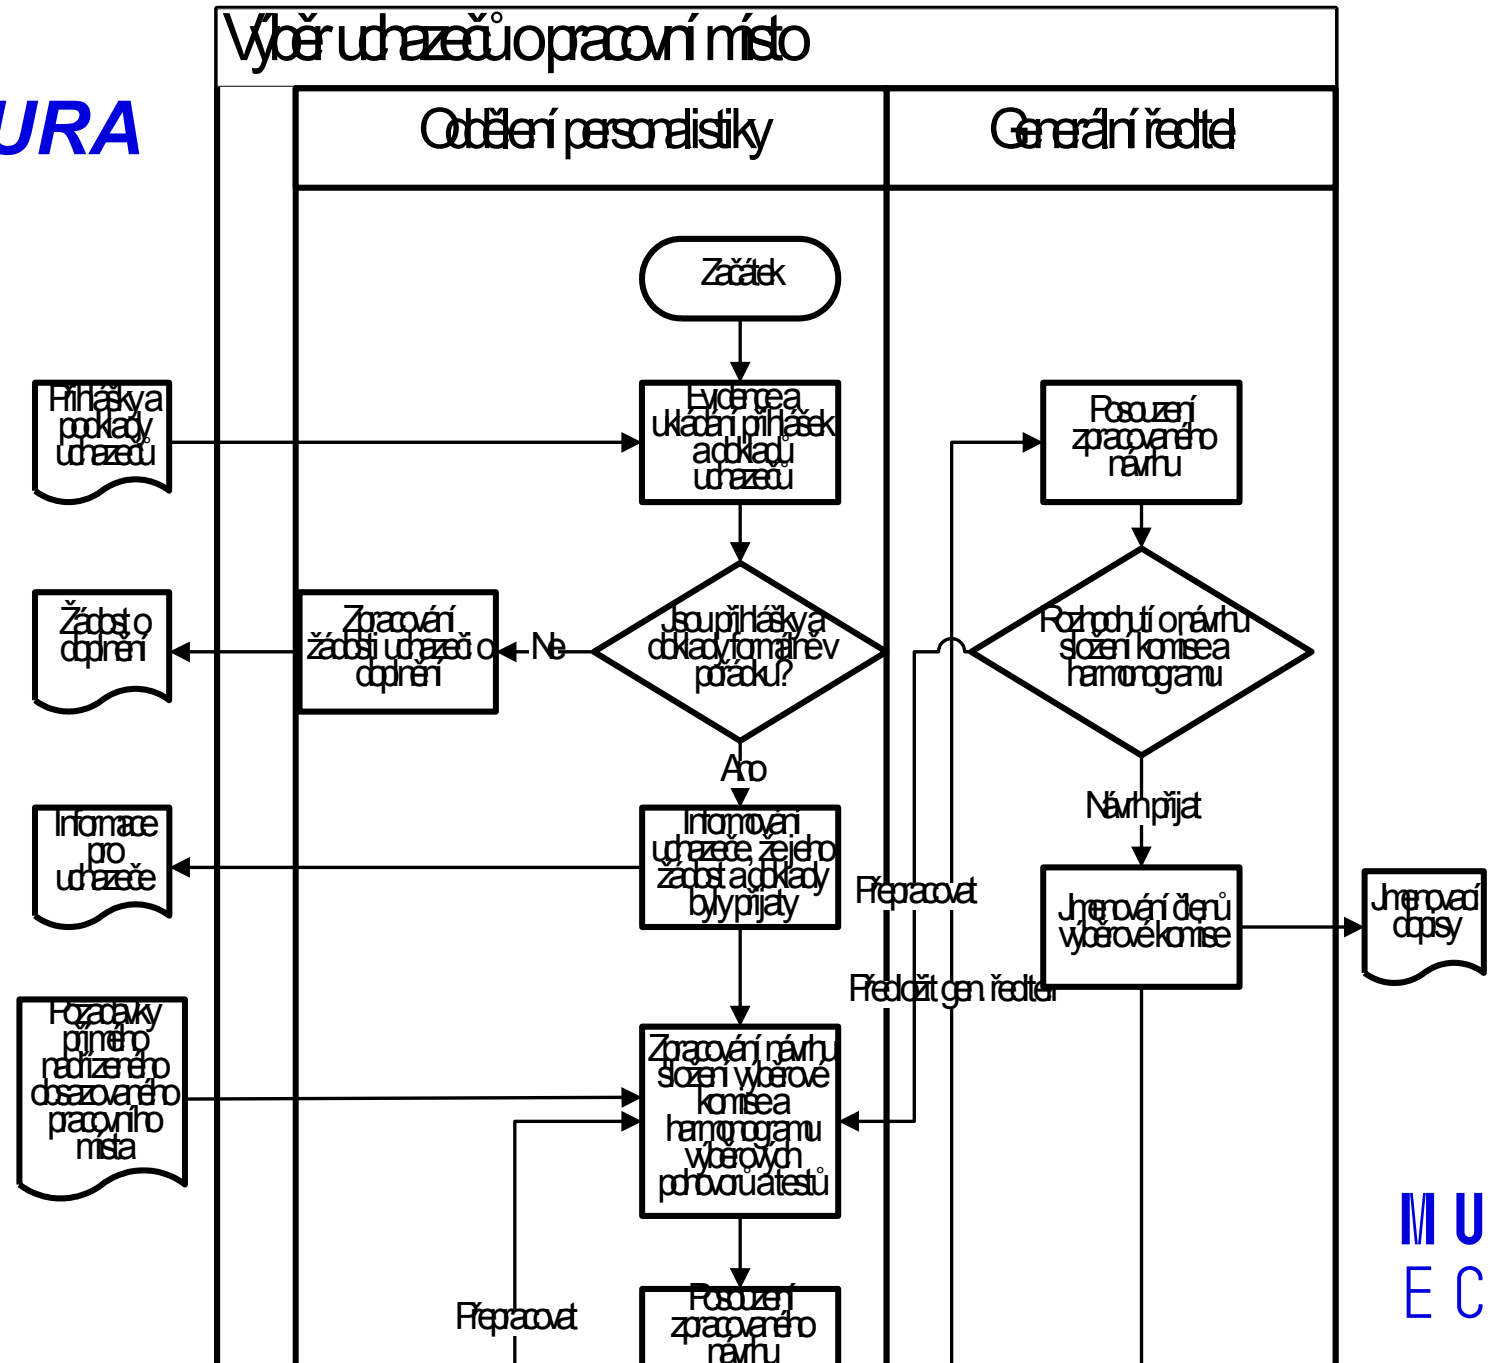 Výběr uchazečů o pracovní místo
URA
Oddělení personalistiky
Generální ředitel
Začátek
Přihlášky a
podklady
uchazečů
Evidence a
ukládání přihlášek
a dokladů
uchazečů
Posouzení
zpracovaného
návrhu
Žádost o
doplnění
Zpracování
žádosti uchazeči o
doplnění
Ne
Jsou přihlášky a
doklady formálně v
pořádku?
Rozhodnutí o návrhu
složení komise a
harmonogramu
Ano
Návrh přijat
Informace
pro
uchazeče
Informování
uchazeče, že jeho
žádost a doklady
byly přijaty
Přepracovat
Jmenování členů
výběrové komise
Jmenovací
dopisy
Předložit gen. řediteli
Požadavky
přímého
nadřízeného
obsazovaného
pracovního
místa
Zpracování návrhu
složení výběrové
komise a
harmonogramu
výběrových
pohovorů a testů
Přepracovat
Posouzení
zpracovaného
návrhu
MU
EC